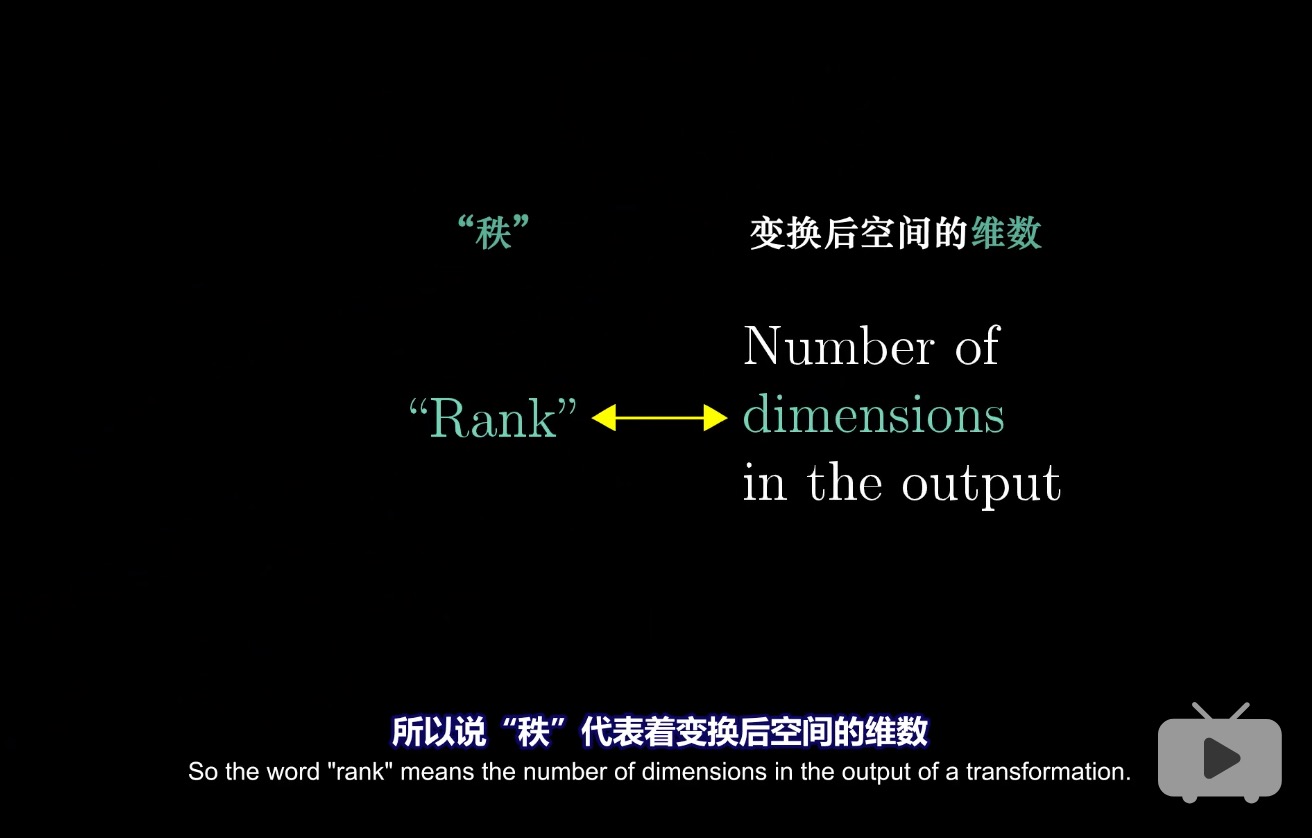 “秩”
变换后空间的维数
“Rank”
Number of
dimensions
in the output
所以说“秩”代表着变换后空间的维数
So the word "rank" means the number of dimensions in the output of a transformation.